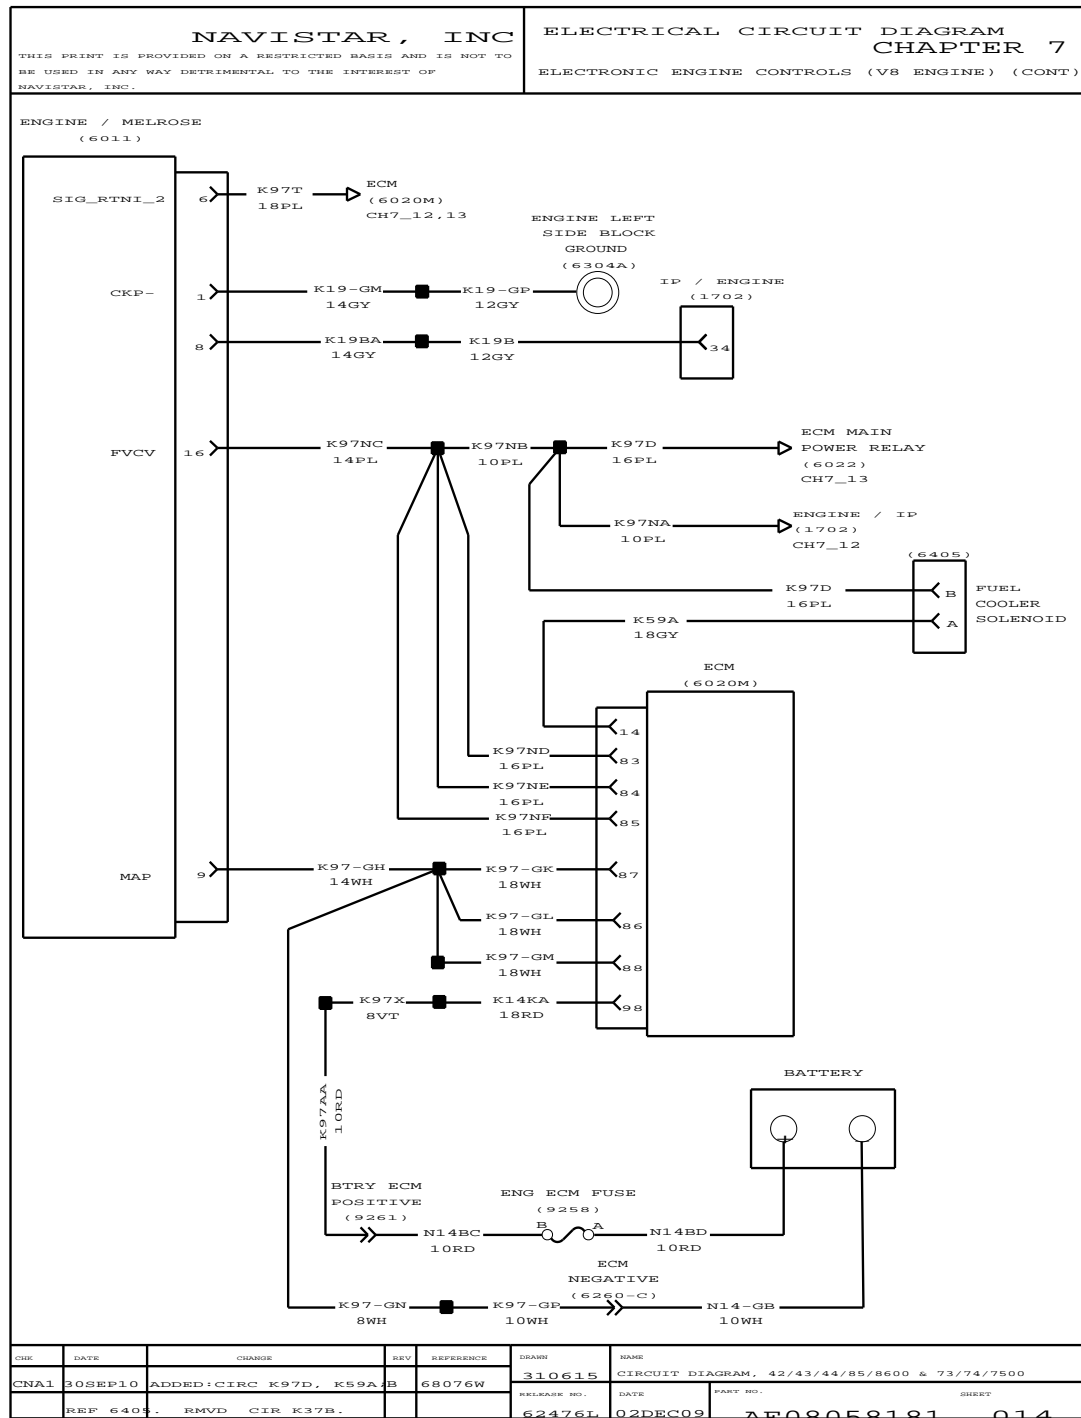 NAVISTAR, INC
THIS PRINT IS PROVIDED ON A RESTRICTED BASIS AND IS NOT TO
BE USED IN ANY WAY DETRIMENTAL TO THE INTEREST OF
NAVISTAR, INC.
ELECTRICAL CIRCUIT DIAGRAM
CHAPTER 7
ELECTRONIC ENGINE CONTROLS (V8 ENGINE) (CONT)
ENGINE / MELROSE
(6011)
SIG_RTNI_2
6
K97T
18PL
ECM
(6020M)
CH7_12,13
ENGINE LEFT
SIDE BLOCK
GROUND
(6304A)
CKP-
1
K19-GM
14GY
K19-GP
12GY
IP / ENGINE
(1702)
8
K19BA
14GY
K19B
12GY
34
FVCV
16
K97NC
14PL
K97NB
10PL
K97D
16PL
ECM MAIN
POWER RELAY
(6022)
CH7_13
K97NA
10PL
ENGINE / IP
(1702)
CH7_12
(6405)
K97D
16PL
B
FUEL
COOLER
SOLENOID
K59A
18GY
A
ECM
(6020M)
14
K97ND
16PL
83
K97NE
16PL
84
K97NF
16PL
85
MAP
9
K97-GH
14WH
K97-GK
18WH
87
K97-GL
18WH
86
K97-GM
18WH
88
K97X
8VT
K14KA
18RD
98
K97AA
10RD
BATTERY
BTRY ECM
POSITIVE
(9261)
ENG ECM FUSE
(9258)
B
A
N14BC
10RD
N14BD
10RD
ECM
NEGATIVE
(6260-C)
K97-GN
8WH
K97-GP
10WH
N14-GB
10WH
CHK
DATE
CHANGE
REV
REFERENCE
DRAWN
NAME
CNA1
30SEP10
ADDED:CIRC K97D, K59A,
B
68076W
310615
CIRCUIT DIAGRAM, 42/43/44/85/8600 & 73/74/7500
RELEASE NO.
DATE
PART NO.
SHEET
REF 6405. RMVD CIR K37B.
62476L
02DEC09
AF08058181
014